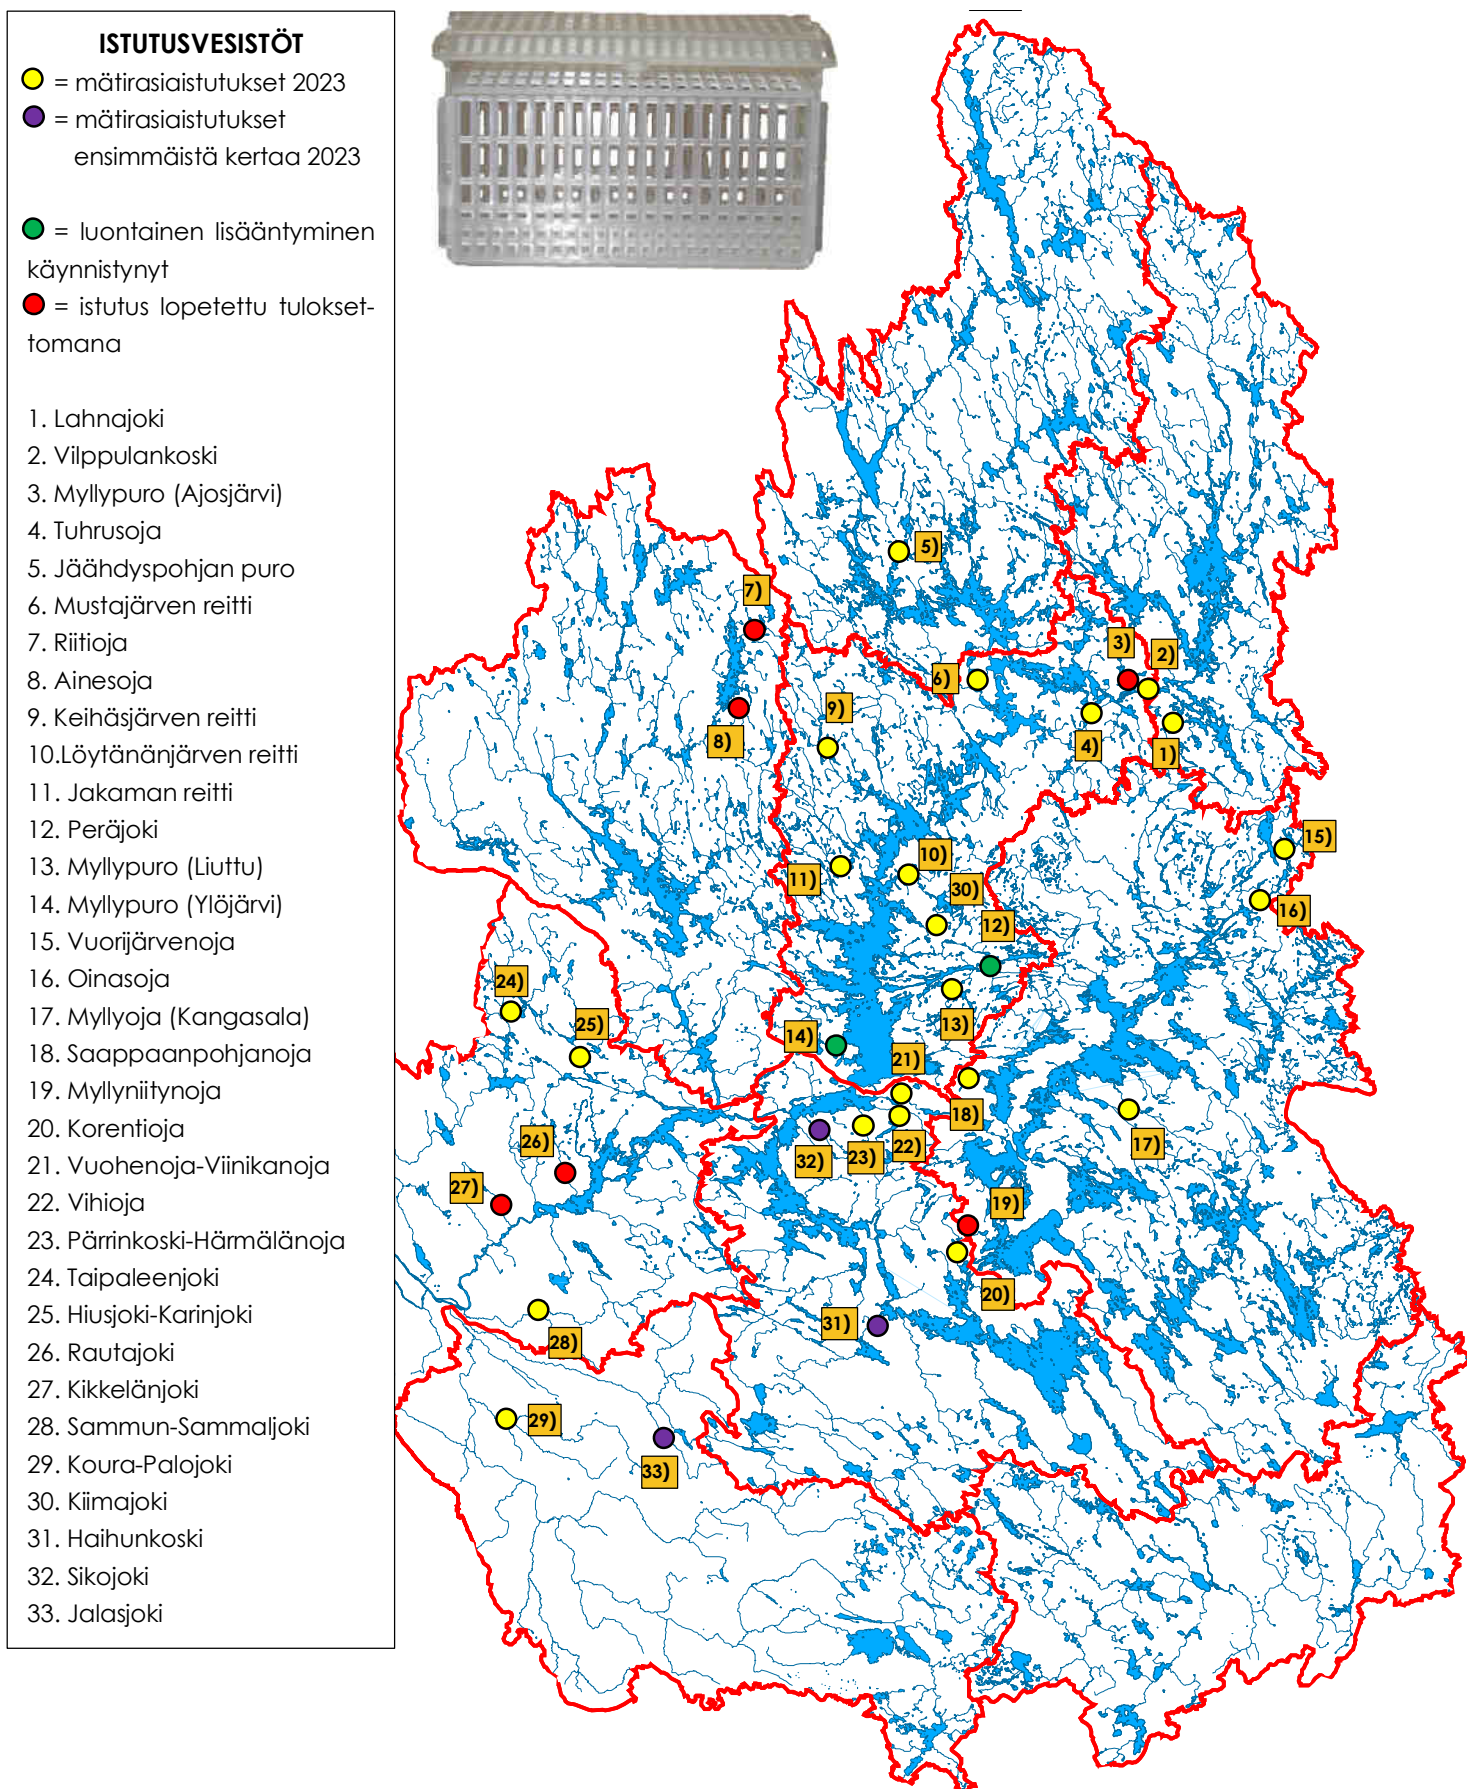 ISTUTUSVESISTÖT
= mätirasiaistutukset 2023
= mätirasiaistutukset
ensimmäistä kertaa 2023
= luontainen lisääntyminen
käynnistynyt
= istutus lopetettu tulokset-
tomana
1. Lahnajoki
2. Vilppulankoski
3. Myllypuro (Ajosjärvi)
4. Tuhrusoja
5. Jäähdyspohjan puro
6. Mustajärven reitti
7. Riitioja
8. Ainesoja
9. Keihäsjärven reitti
10.Löytänänjärven reitti
11. Jakaman reitti
12. Peräjoki
13. Myllypuro (Liuttu)
14. Myllypuro (Ylöjärvi)
15. Vuorijärvenoja
16. Oinasoja
17. Myllyoja (Kangasala)
18. Saappaanpohjanoja
19. Myllyniitynoja
20. Korentioja
21. Vuohenoja-Viinikanoja
22. Vihioja
23. Pärrinkoski-Härmälänoja
24. Taipaleenjoki
25. Hiusjoki-Karinjoki
26. Rautajoki
27. Kikkelänjoki
28. Sammun-Sammaljoki
29. Koura-Palojoki
30. Kiimajoki
31. Haihunkoski
32. Sikojoki
33. Jalasjoki
5)
7)
3)
2)
6)
9)
8)
4)
1)
15)
10)
11)
30)
16)
12)
24)
25)
14)
13)
21)
18)
17)
26)
32)
23)
22)
27)
19)
20)
31)
28)
29)
33)